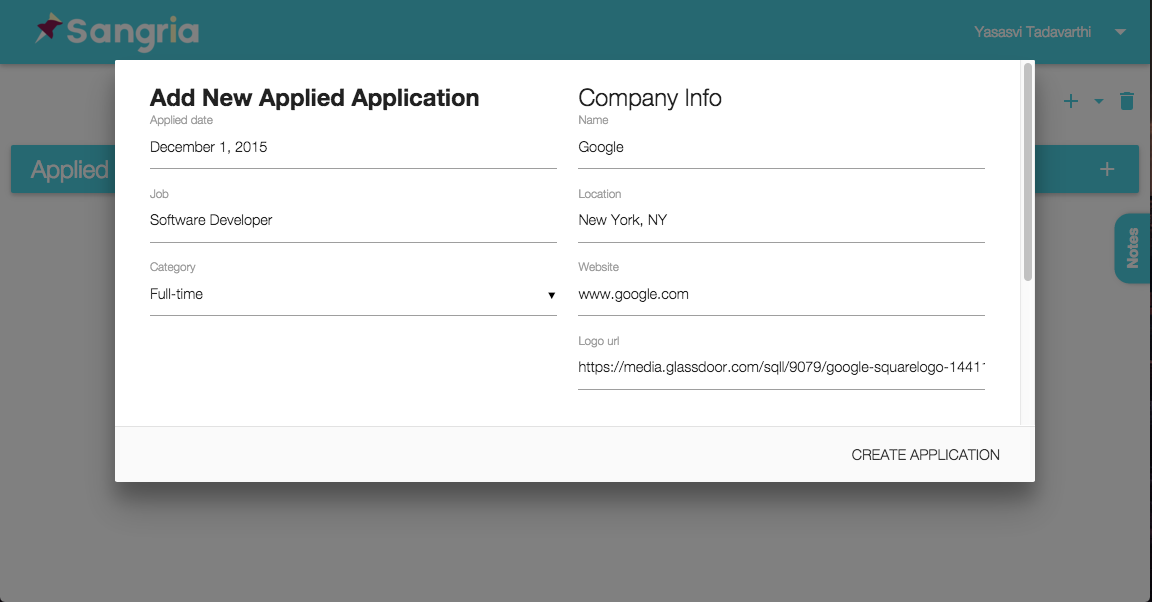 Sangria
Yasasvi Tadavarthi
Applied
Notes
Add New Applied Application
Applied date
December 1, 2015
Job
Software Developer
Category
Full-time
Company Info
Name
Google
Location
New York, NY
Website
www.google.com
Logo url
https://media.glassdoor.com/sqll/9079/google-squarelogo-1441
CREATE APPLICATION